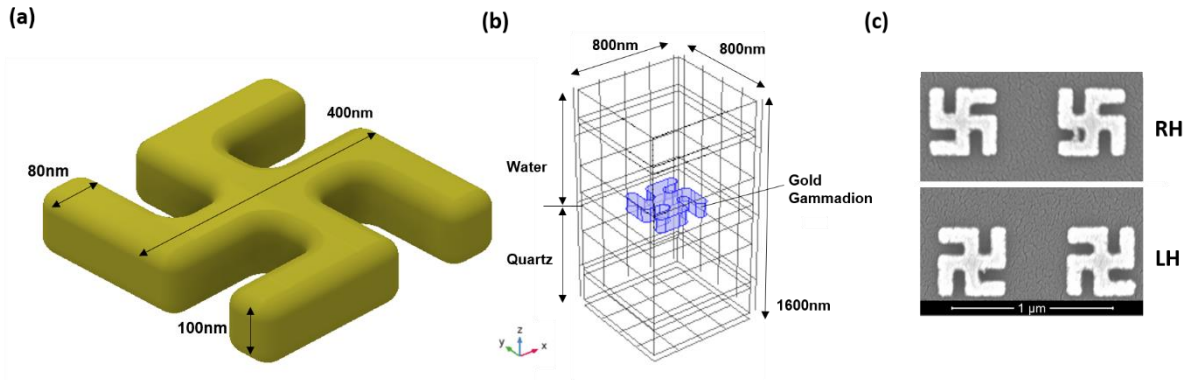 (a)
400nm
80nm
100nm
(b)
800nm
800nm
Water
Quartz
Gold
Gammadion
1600nm
z
y
x
(c)
RH
LH
1 μm